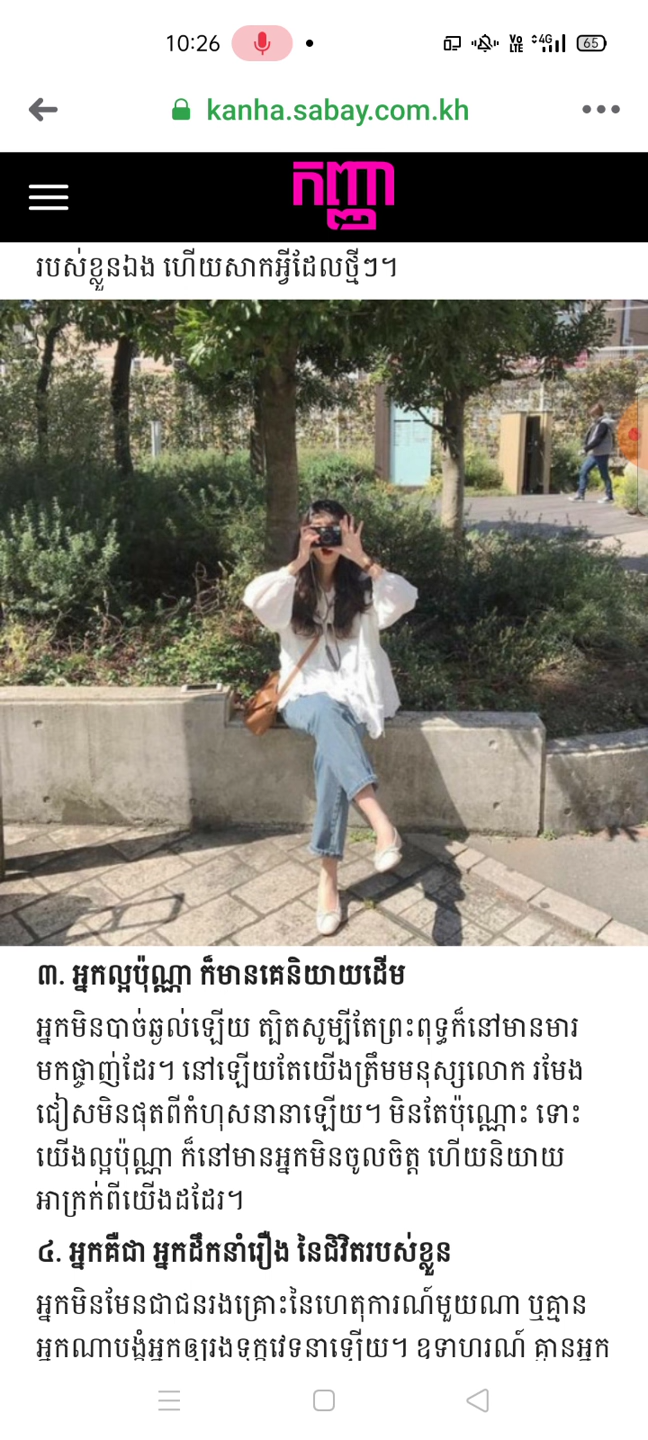 10:26
Vo LTE 4G 65
kanha.sabay.com.kh
កញ្ញា
របស់ខ្លួនឯង ហើយសាកអ្វីដែលថ្មីៗ។
៣. អ្នកល្អប៉ុណ្ណា ក៏មានគេនិយាយដើម
អ្នកមិនបាច់ឆ្ងល់ឡើយ ត្បិតសូម្បីតែព្រះពុទ្ធក៏នៅមានមារ
មកផ្ចាញ់ដែរ។ នៅឡើយតែយើងត្រឹមមនុស្សលោក រមែង
ជៀសមិនផុតពីកំហុសនានាឡើយ។ មិនតែប៉ុណ្ណោះ ទោះ
យើងល្អប៉ុណ្ណា ក៏នៅមានអ្នកមិនចូលចិត្ត ហើយនិយាយ
អាក្រក់ពីយើងដដែរ។
៤. អ្នកគឺជា អ្នកដឹកនាំរឿង នៃជិវិតរបស់ខ្លួន
អ្នកមិនមែនជាជនរងគ្រោះនៃហេតុការណ៍មួយណា ឬគ្មាន
អ្នកណាបង្ខំអ្នកឲ្យរងទុក្ខវេទនាឡើយ។ ឧទាហរណ៍ គ្មានអ្នក